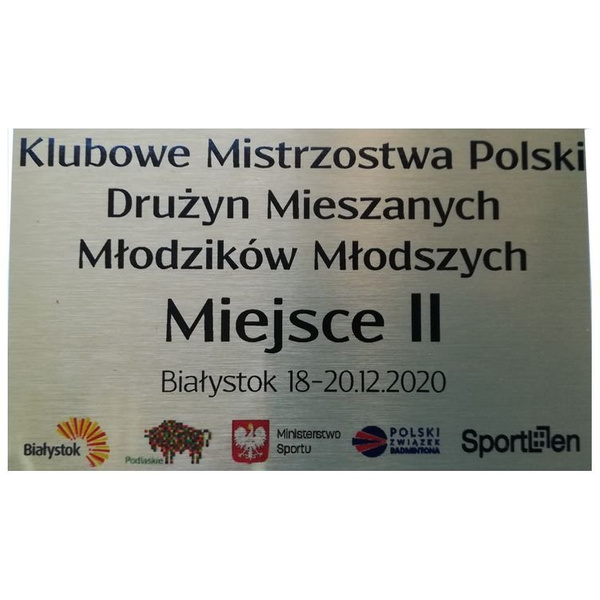 Klubowe Mistrzostwa Polski
Drużyn Mieszanych
Młodzików Młodszych
Miejsce II
Białystok 18-20.12.2020
Białystok
Podlaskie
Ministerstwo
Sportu
POLSKI
ZWIĄZEK
BADMINTONA
SportLen